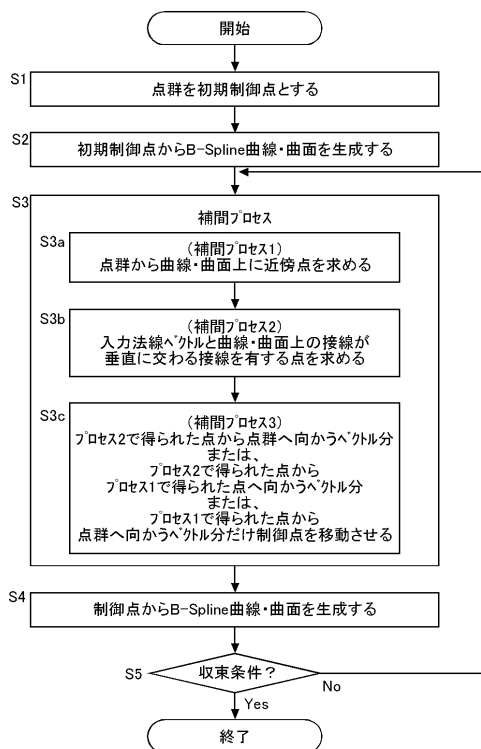 開始
S1
点群を初期制御点とする
S2
初期制御点からB-Spline曲線・曲面を生成する
S3
補間プロセス
S3a
(補間プロセス1)
点群から曲線・曲面上に近傍点を求める
S3b
(補間プロセス2)
入力法線ベクトルと曲線・曲面上の接線が
垂直に交わる接線を有する点を求める
S3c
(補間プロセス3)
プロセス2で得られた点から点群へ向かうベクトル分
または、
プロセス2で得られた点から
プロセス1で得られた点へ向かうベクトル分
または、
プロセス1で得られた点から
点群へ向かうベクトル分だけ制御点を移動させる
S4
制御点からB-Spline曲線・曲面を生成する
S5
収束条件？
No
Yes
終了